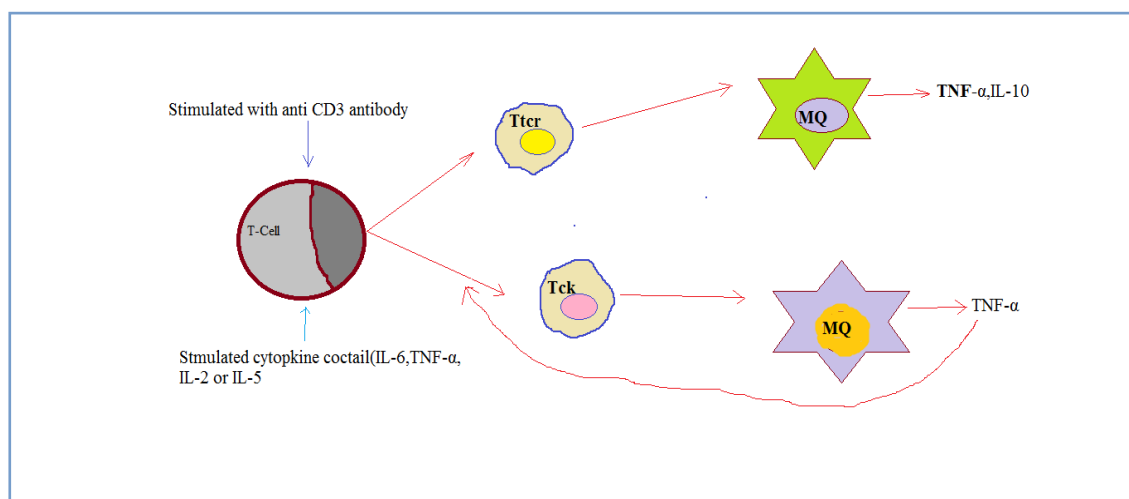 Stimulated with anti CD3 antibody
Ttcr
MQ
TNF-α,IL-10
T-Cell
Tck
MQ
TNF-α
Stmulated cytopkine coctail(IL-6,TNF-α,
IL-2 or IL-5